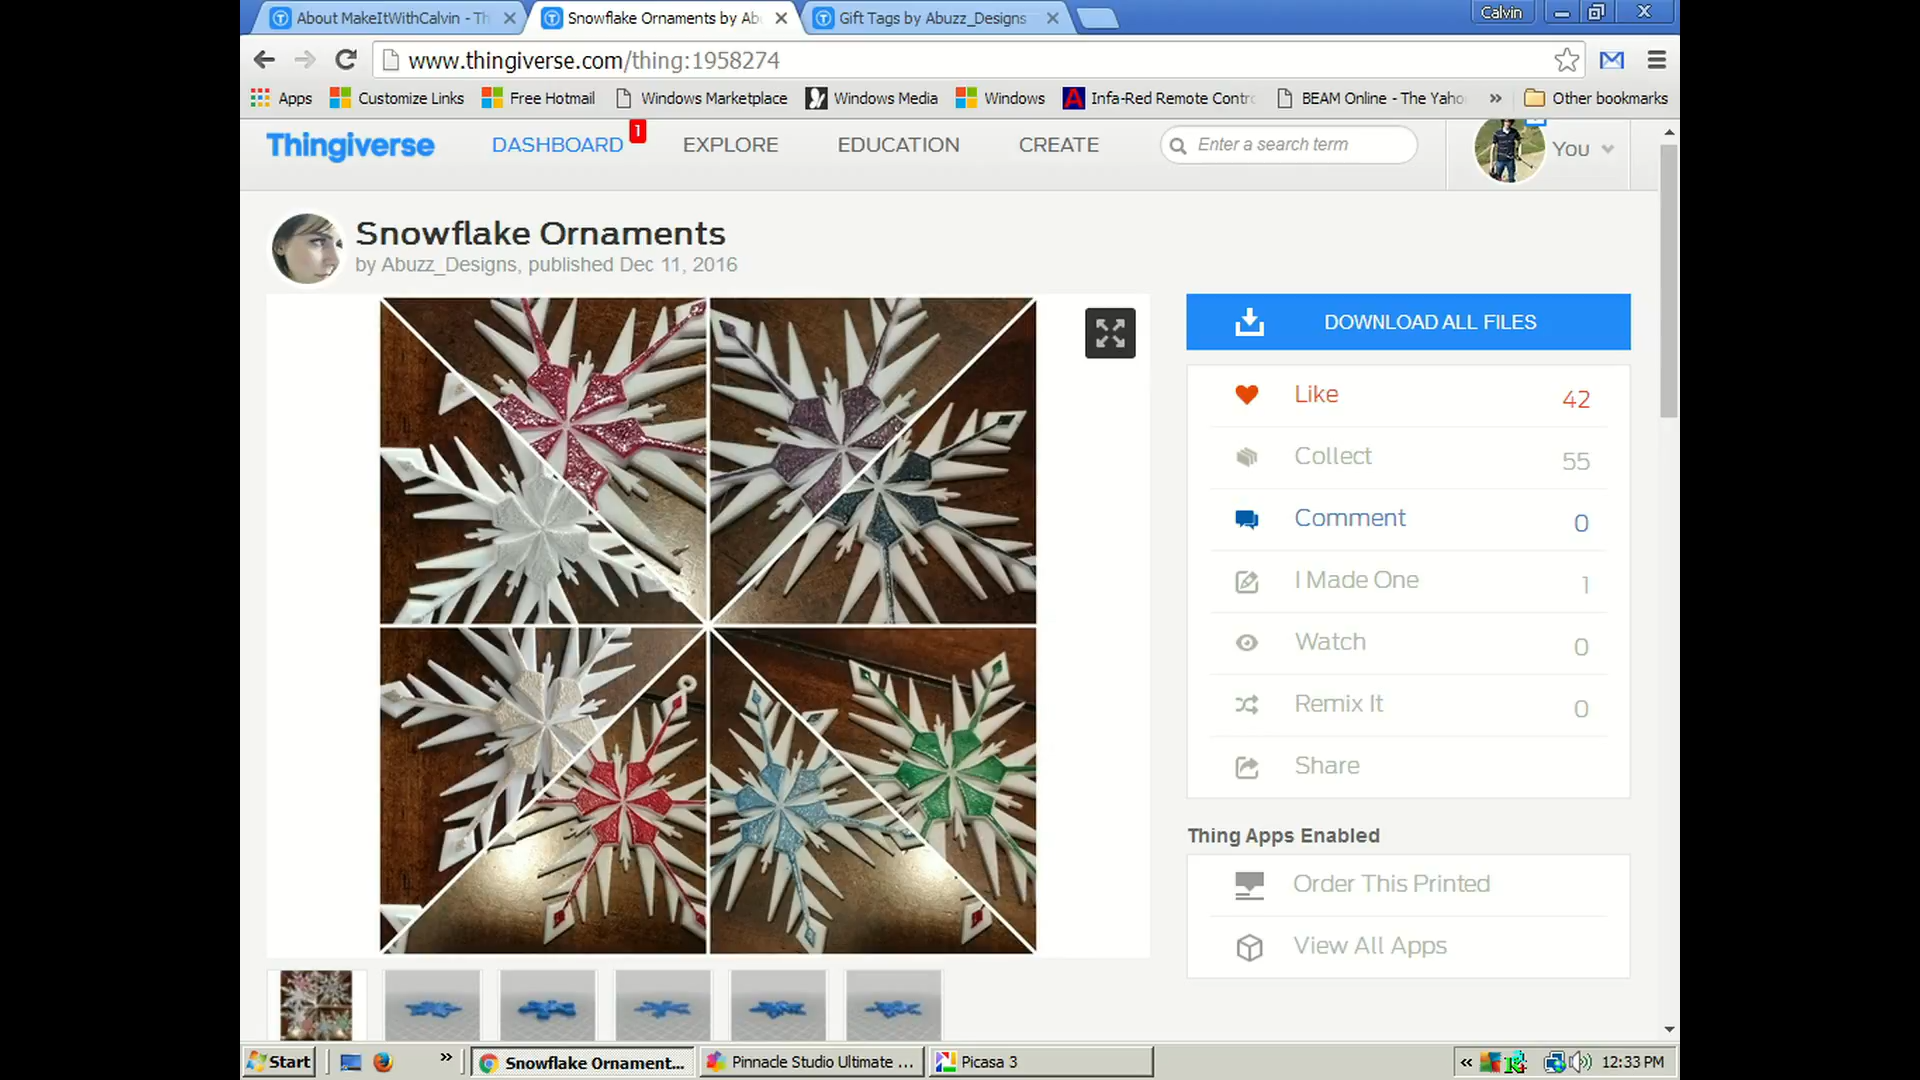 About MakeItWithCalvin - Th
Snowflake Ornaments by Ab
Gift Tags by Abuzz_Designs
Calvin
www.thingiverse.com/thing:1958274
Apps
Customize Links
Free Hotmail
Windows Marketplace
Windows Media
Windows
Infa-Red Remote Contro
BEAM Online - The Yaho
»
Other bookmarks
Thingiverse
DASHBOARD
1
EXPLORE
EDUCATION
CREATE
Enter a search term
You
Snowflake Ornaments
by Abuzz_Designs, published Dec 11, 2016
DOWNLOAD ALL FILES
Like 42
Collect 55
Comment 0
I Made One 1
Watch 0
Remix It 0
Share
Thing Apps Enabled
Order This Printed
View All Apps
Start
»
Snowflake Ornament...
Pinnacle Studio Ultimate ...
Picasa 3
«
12:33 PM